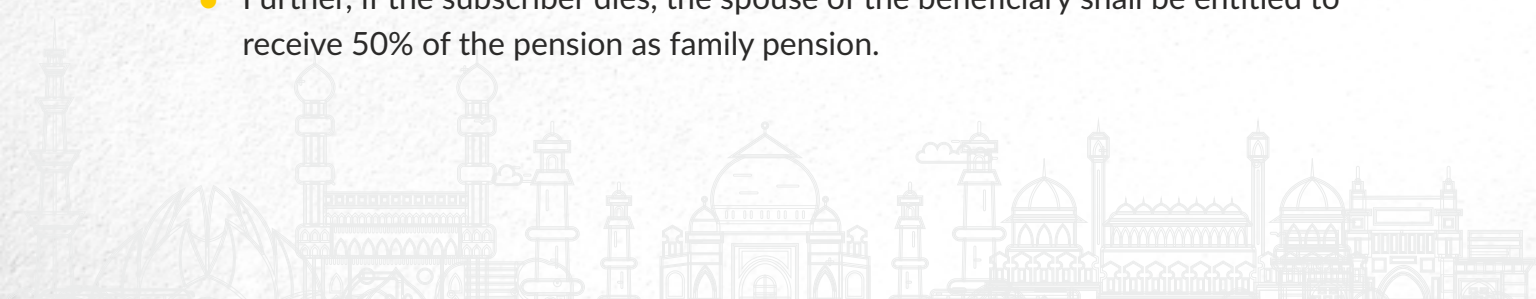 Further, if the subscriber dies, the spouse of the beneficiary shall be entitled to
receive 50% of the pension as family pension.